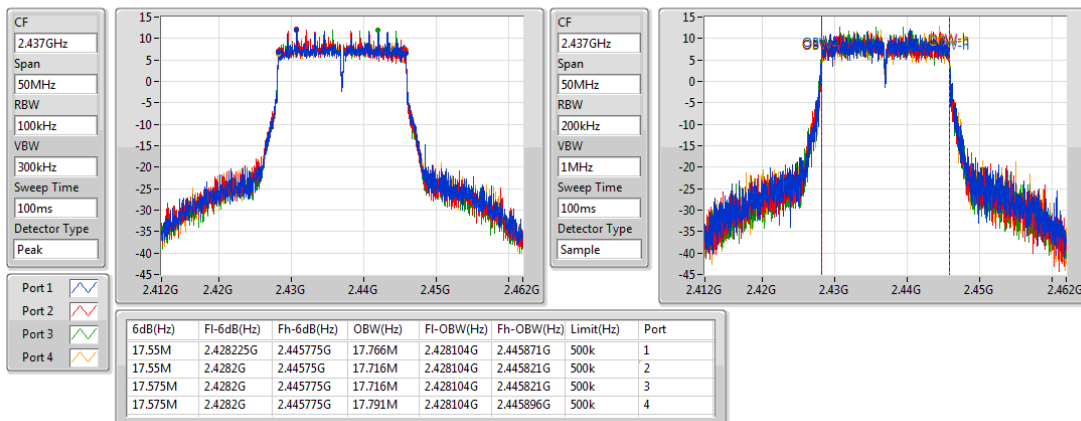 CF
2.437GHz
Span
50MHz
RBW
100kHz
VBW
300kHz
Sweep Time
100ms
Detector Type
Peak
15
10
5
0
-5
-10
-15
-20
-25
-30
-35
-40
-45
2.412G 2.42G 2.43G 2.44G 2.45G 2.462G
CF
2.437GHz
Span
50MHz
RBW
200kHz
VBW
1MHz
Sweep Time
100ms
Detector Type
Sample
15
10
5
0
-5
-10
-15
-20
-25
-30
-35
-40
-45
2.412G 2.42G 2.43G 2.44G 2.45G 2.462G
Port 1
Port 2
Port 3
Port 4
6dB(Hz) Fl-6dB(Hz) Fh-6dB(Hz) OBW(Hz) Fl-OBW(Hz) Fh-OBW(Hz) Limit(Hz) Port
17.55M 2.428225G 2.445775G 17.766M 2.428104G 2.445871G 500k 1
17.55M 2.4282G 2.44575G 17.716M 2.428104G 2.445821G 500k 2
17.575M 2.4282G 2.445775G 17.716M 2.428104G 2.445821G 500k 3
17.575M 2.4282G 2.445775G 17.791M 2.428104G 2.445896G 500k 4